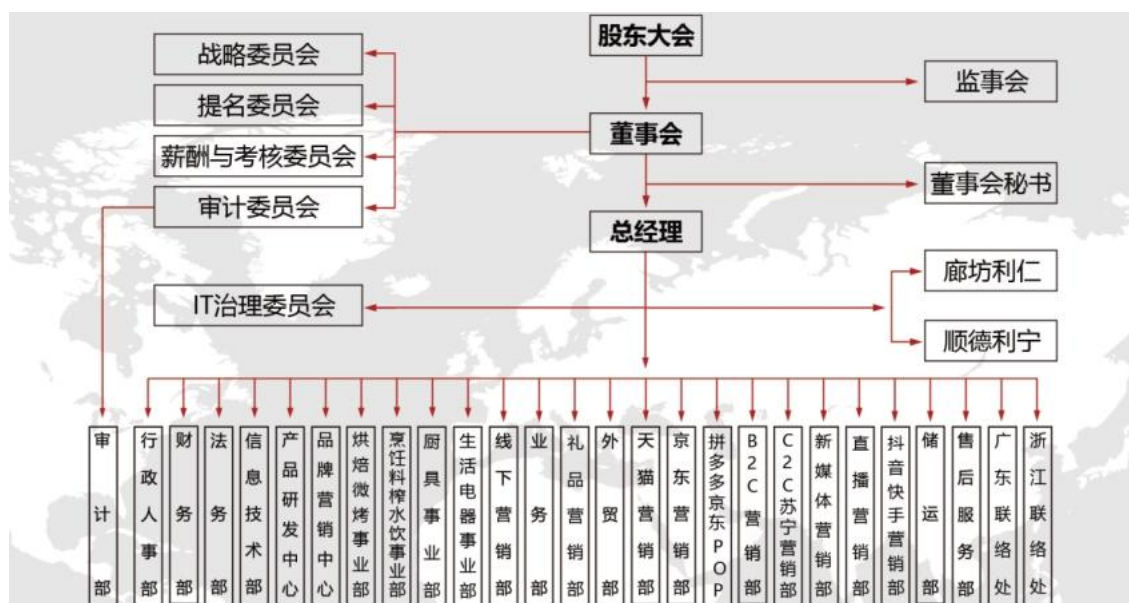 股东大会
战略委员会
监事会
提名委员会
董事会
薪酬与考核委员会
董事会秘书
审计委员会
总经理
廊坊利仁
IT治理委员会
顺德利宁
审计部
行政人事部
财务部
法务部
信息技术部
产品研发中心
品牌营销中心
烘焙微烤事业部
烹饪料榨水饮事业部
厨具事业部
生活电器事业部
线下营销部
业务部
礼品营销部
外贸部
天猫营销部
京东营销部
拼多多京东POP
B2C营销部
C2C苏宁营销部
新媒体营销部
直播营销部
抖音快手营销部
储运部
售后服务部
广东联络处
浙江联络处